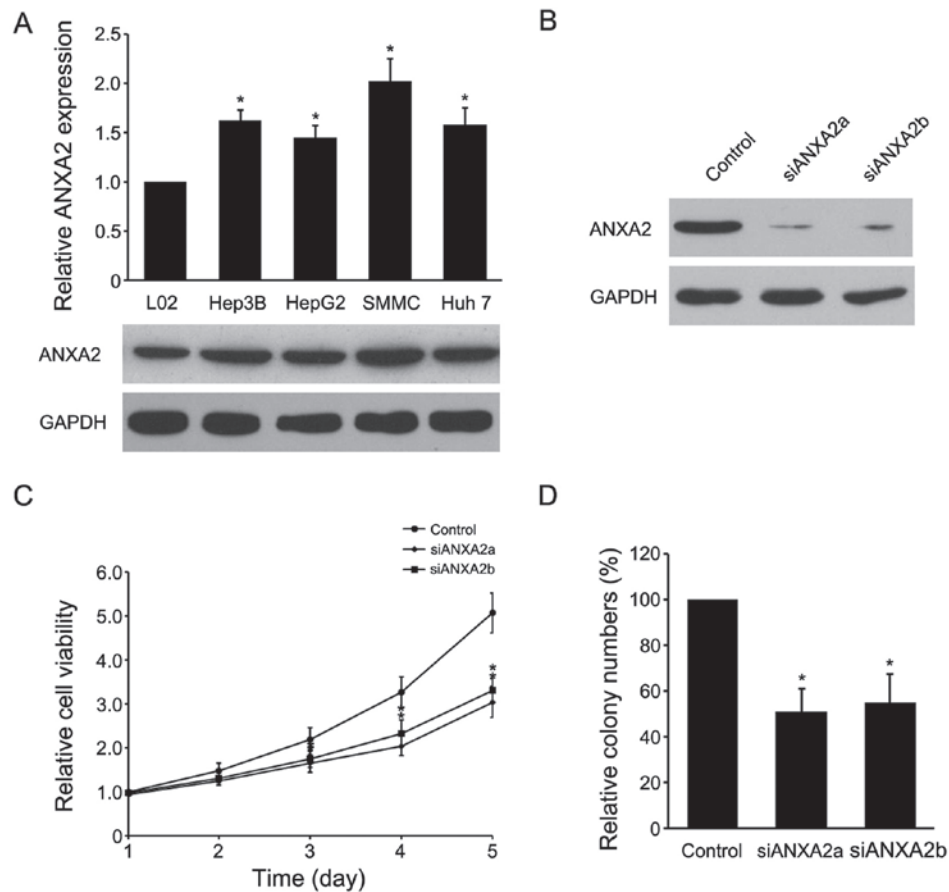 A
Relative ANXA2 expression
2.5
2.0
1.5
1.0
0.5
0
* * * *
L02 Hep3B HepG2 SMMC Huh 7
ANXA2
GAPDH
B
Control siANXA2a siANXA2b
ANXA2
GAPDH
C
Control
siANXA2a
siANXA2b
Relative cell viability
6.0
5.0
4.0
3.0
2.0
1.0
0
* * * * * *
1 2 3 4 5
Time (day)
D
Relative colony numbers (%)
120
100
80
60
40
20
0
* *
Control siANXA2a siANXA2b